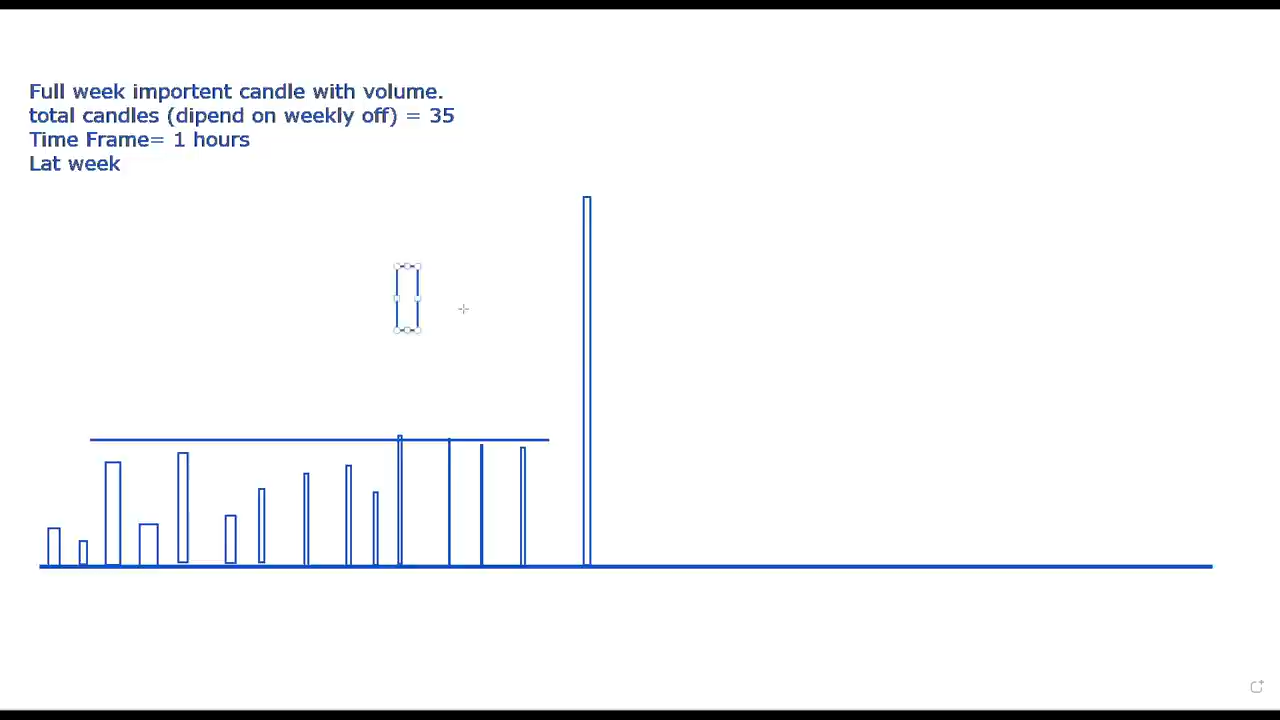 Full week importent candle with volume.
total candles (dipend on weekly off) = 35
Time Frame= 1 hours
Lat week